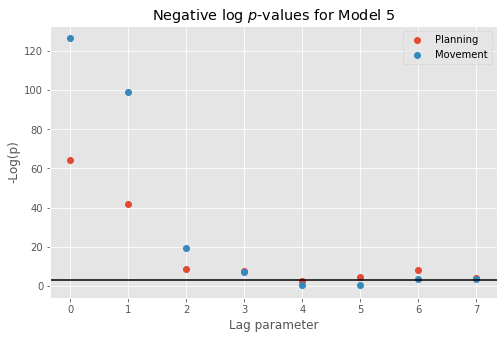 Negative log p-values for Model 5
Planning
Movement
-Log(p)
120
100
80
60
40
20
0
0 1 2 3 4 5 6 7
Lag parameter